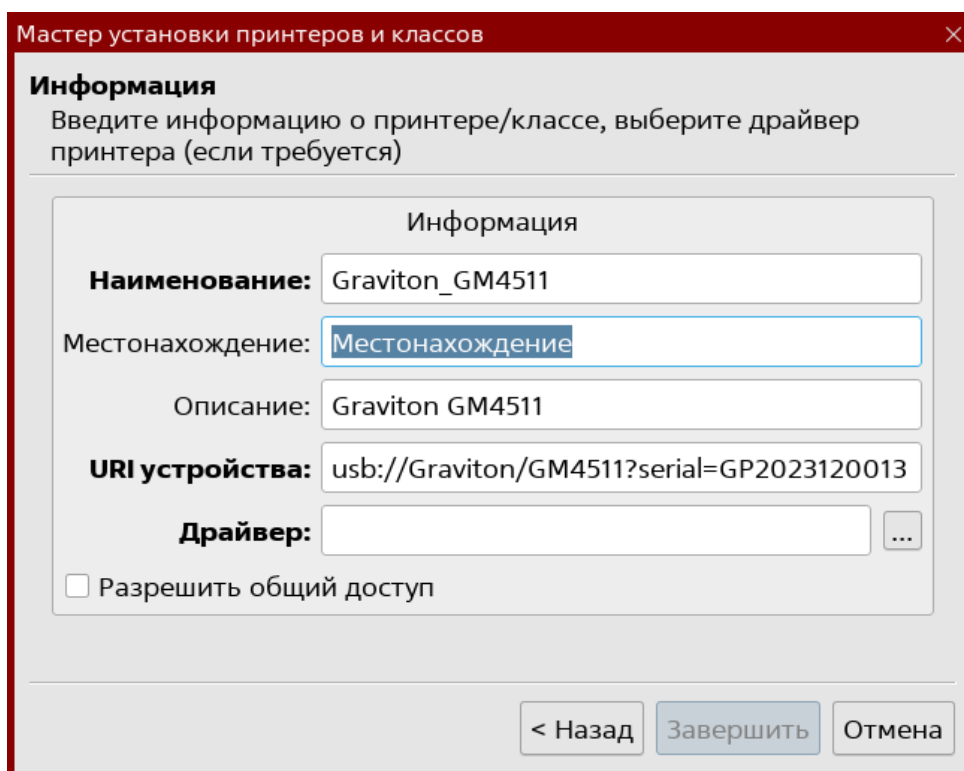 Мастер установки принтеров и классов
Информация
Введите информацию о принтере/классе, выберите драйвер
принтера (если требуется)
Информация
Наименование: Graviton_GM4511
Местонахождение: Местонахождение
Описание: Graviton GM4511
URI устройства: usb://Graviton/GM4511?serial=GP2023120013
Драйвер: ...
Разрешить общий доступ
< Назад Завершить Отмена